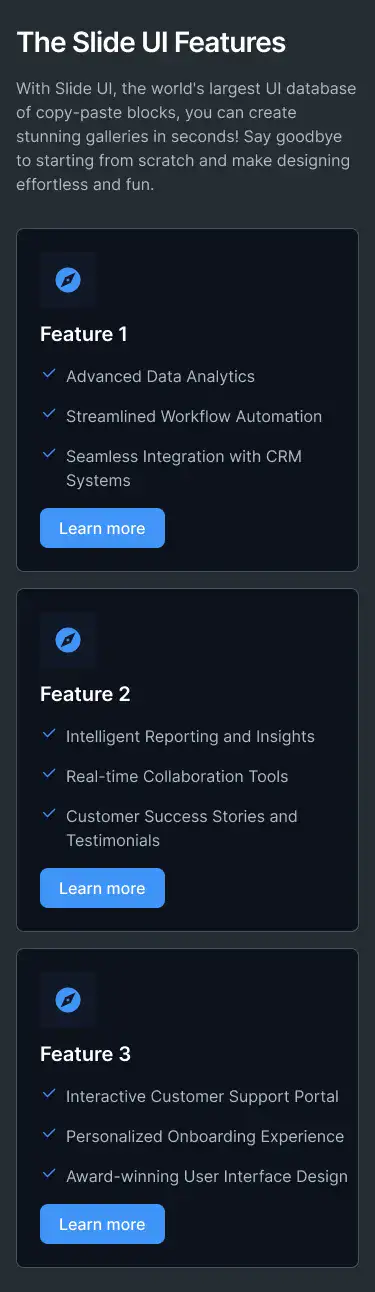 The Slide UI Features
With Slide UI, the world's largest UI database
of copy-paste blocks, you can create
stunning galleries in seconds! Say goodbye
to starting from scratch and make designing
effortless and fun.
Feature 1
Advanced Data Analytics
Streamlined Workflow Automation
Seamless Integration with CRM
Systems
Learn more
Feature 2
Intelligent Reporting and Insights
Real-time Collaboration Tools
Customer Success Stories and
Testimonials
Learn more
Feature 3
Interactive Customer Support Portal
Personalized Onboarding Experience
Award-winning User Interface Design
Learn more